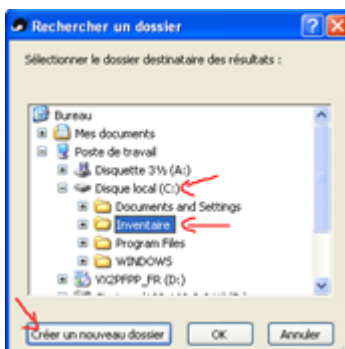 Rechercher un dossier
Sélectionner le dossier destinataire des résultats :
Bureau
Mes documents
Poste de travail
Disquette 3½ (A:)
Disque local (C:)
Documents and Settings
Inventaire
Program Files
WINDOWS
VX2PFPP_FR (D:)
Créer un nouveau dossier
OK
Annuler